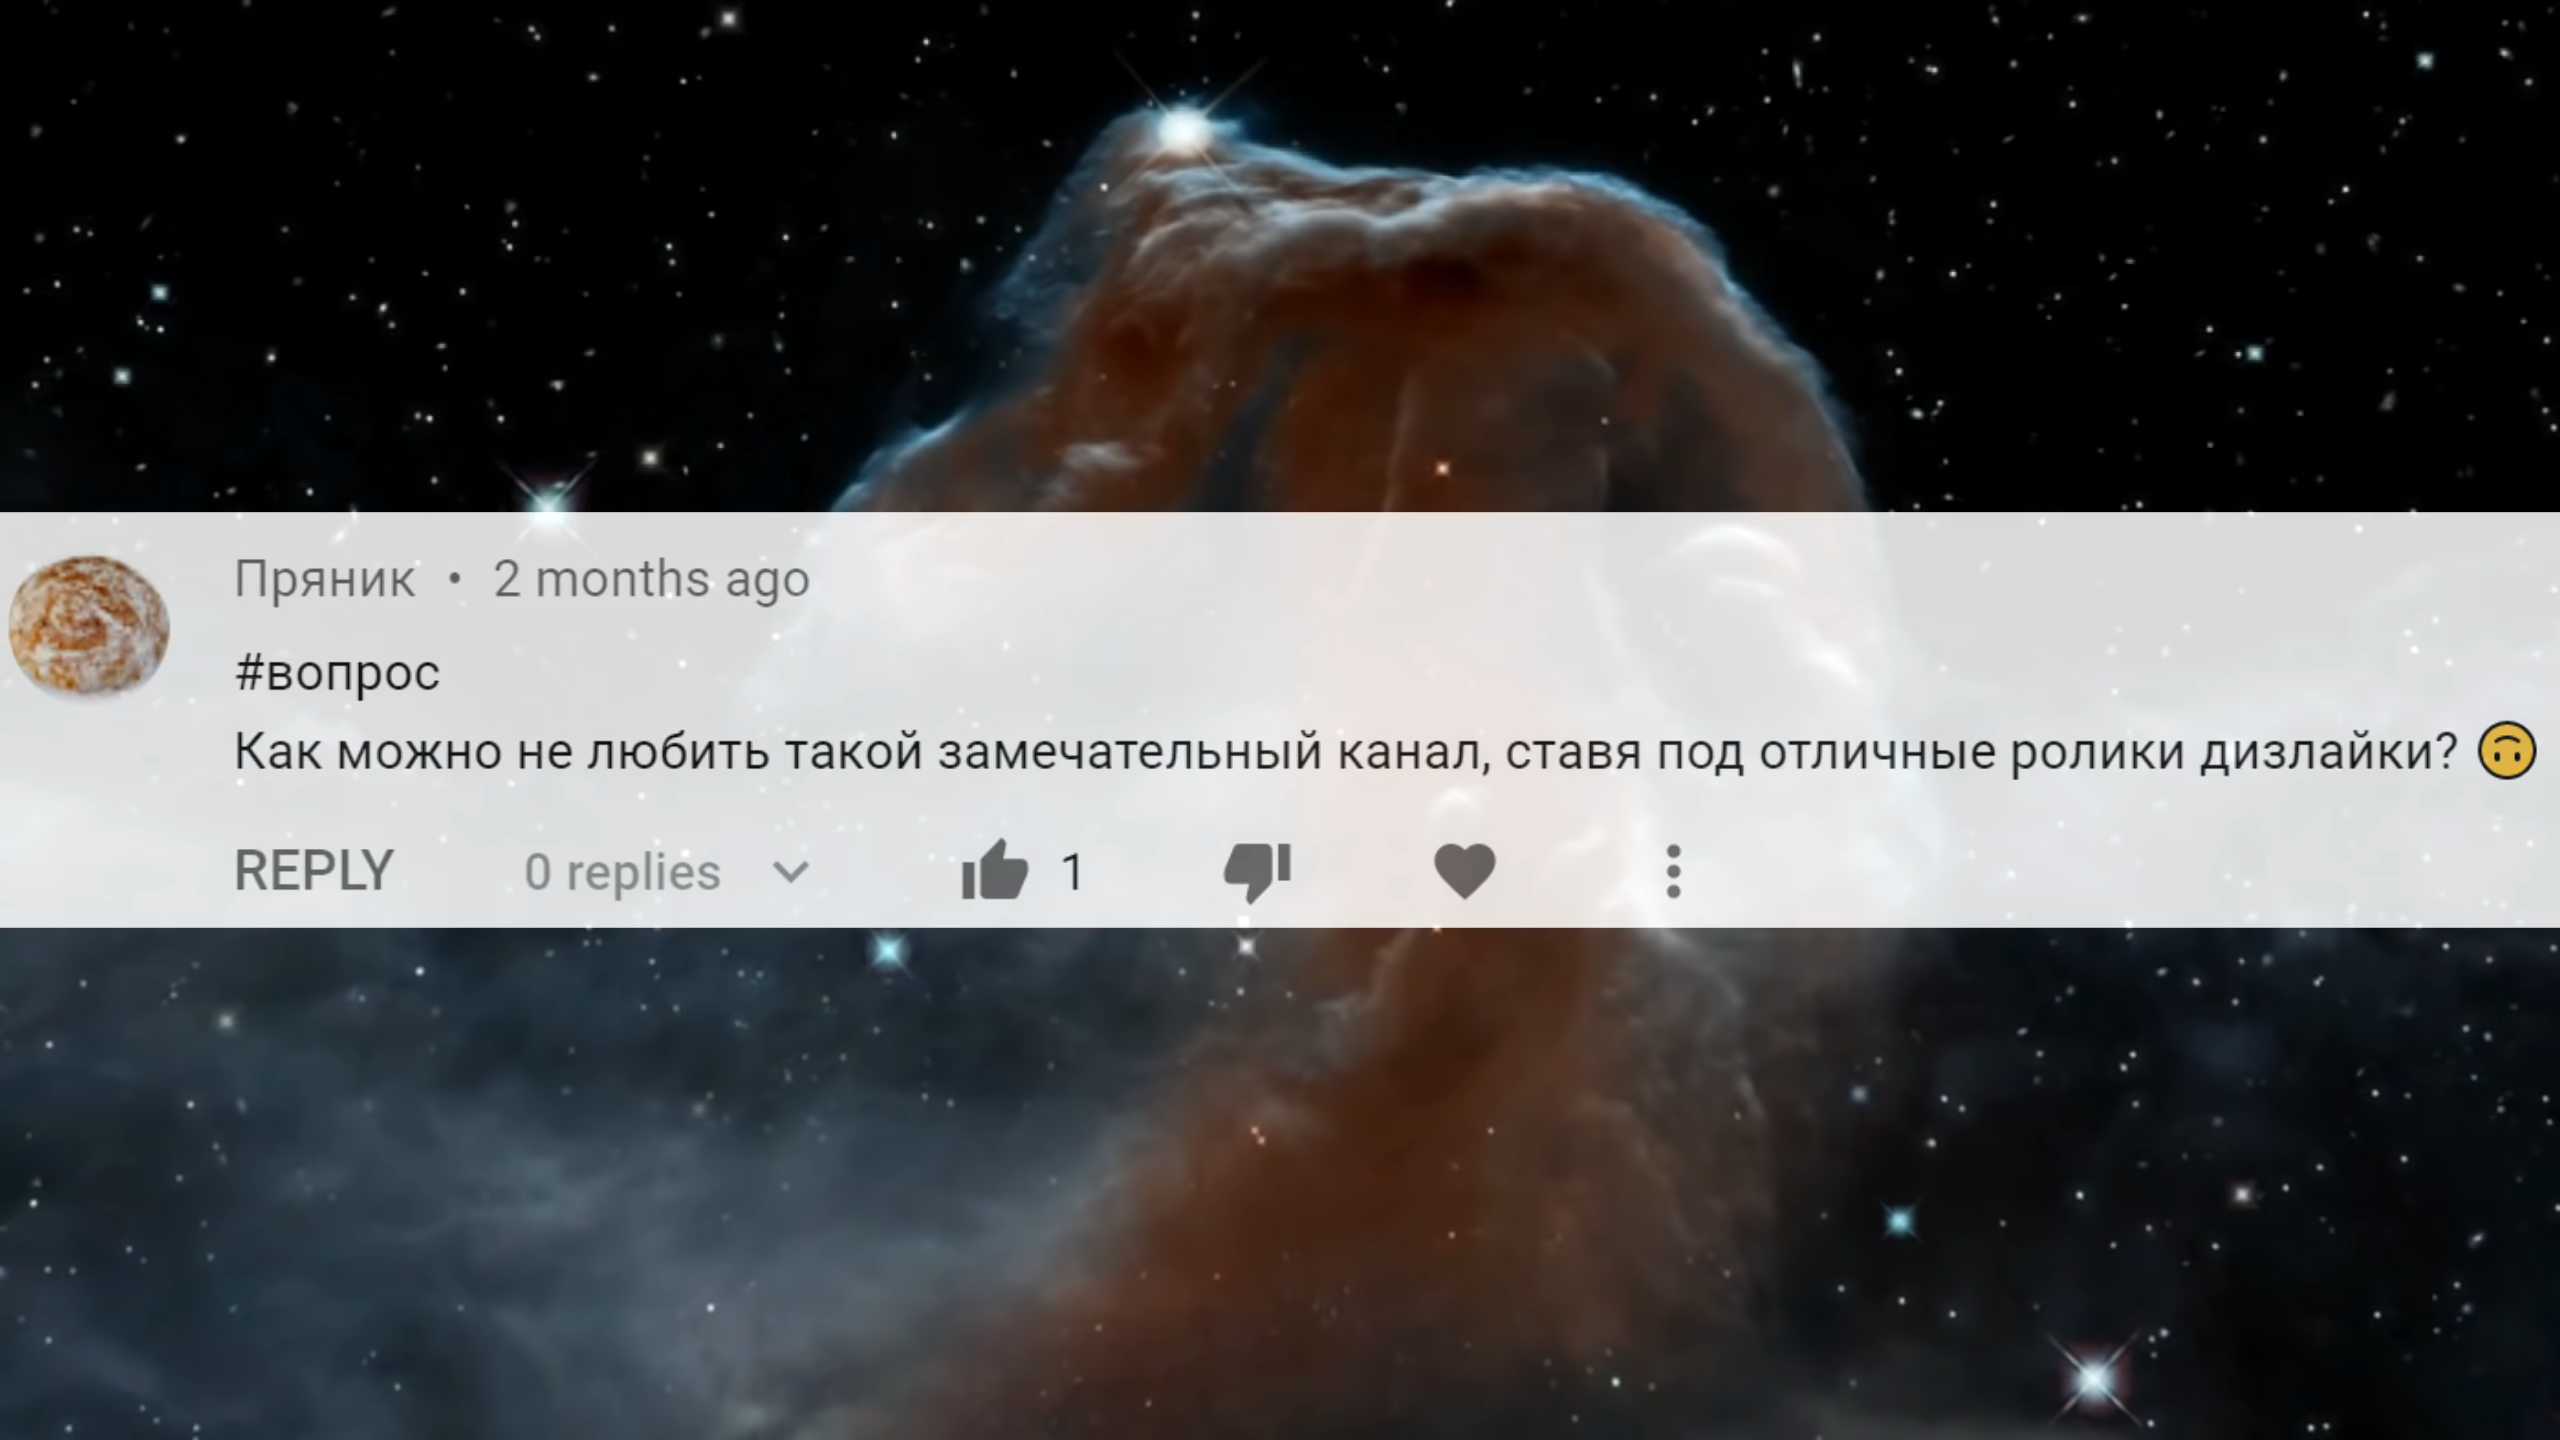 Пряник • 2 months ago
#вопрос
Как можно не любить такой замечательный канал, ставя под отличные ролики дизлайки? 🙃
REPLY 0 replies 1